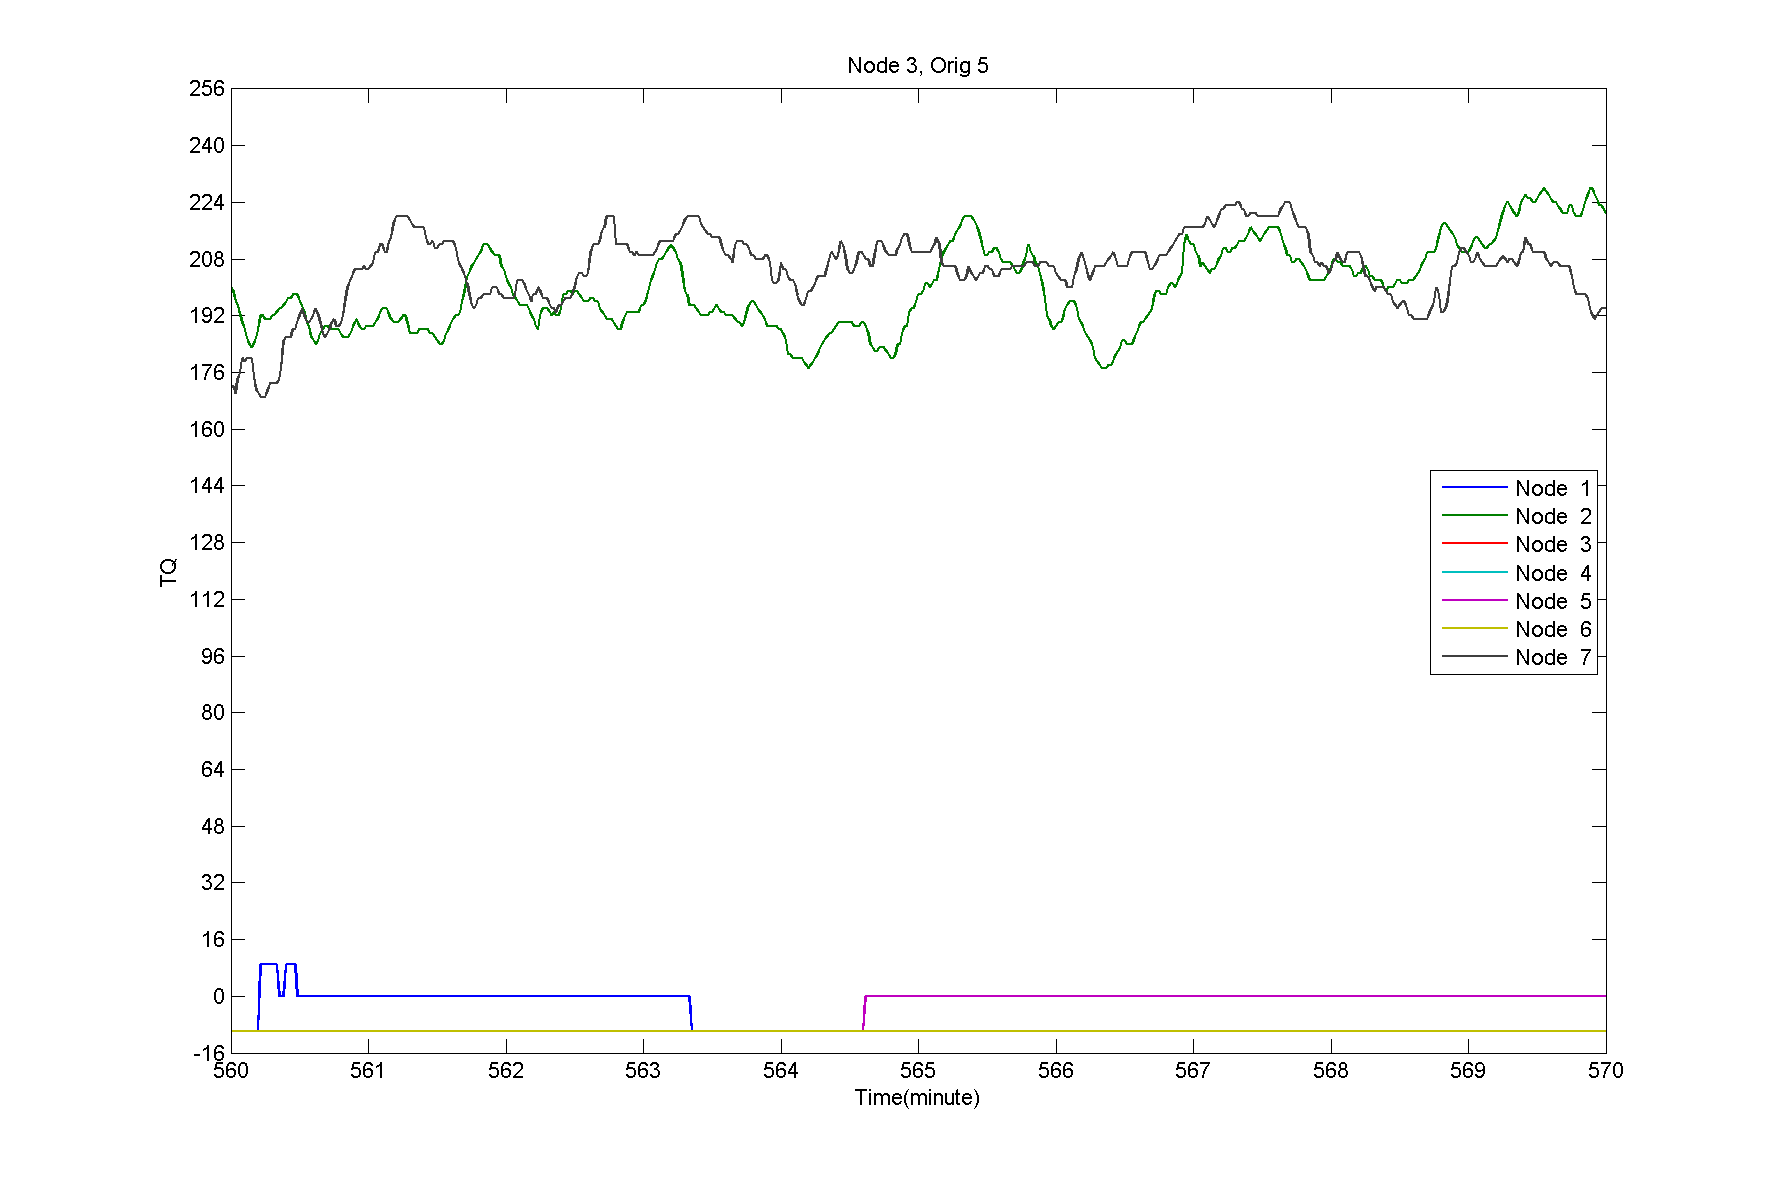 Node 3, Orig 5
256
240
224
208
192
176
160
144
128
112
96
80
64
48
32
16
0
-16
TQ
Node 1
Node 2
Node 3
Node 4
Node 5
Node 6
Node 7
560 561 562 563 564 565 566 567 568 569 570
Time(minute)